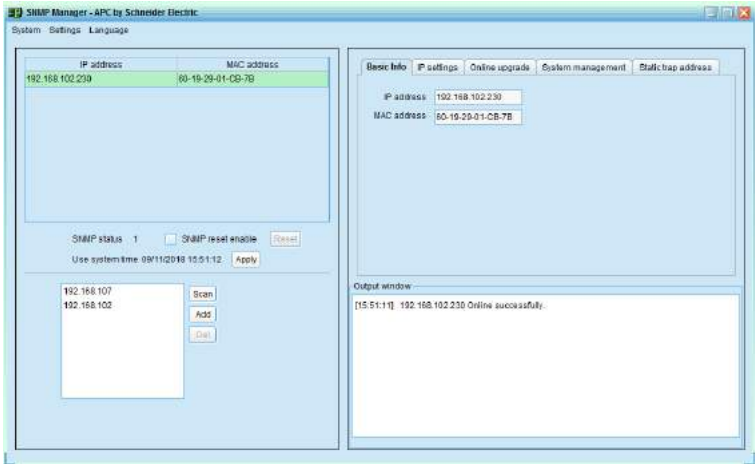 SNMP Manager - APC by Schneider Electric
System Settings Language
IP address MAC address
192.168.102.230 60-19-29-01-CB-7B
SNMP status 1 SNMP reset enable Reset
Use system time 09/11/2018 15:51:12 Apply
192.168.107
192.168.102
Scan
Add
Del
Basic Info IP settings Online upgrade System management Static trap address
IP address 192.168.102.230
MAC address 60-19-29-01-CB-7B
Output window
[15:51:11] 192.168.102.230 Online successfully.